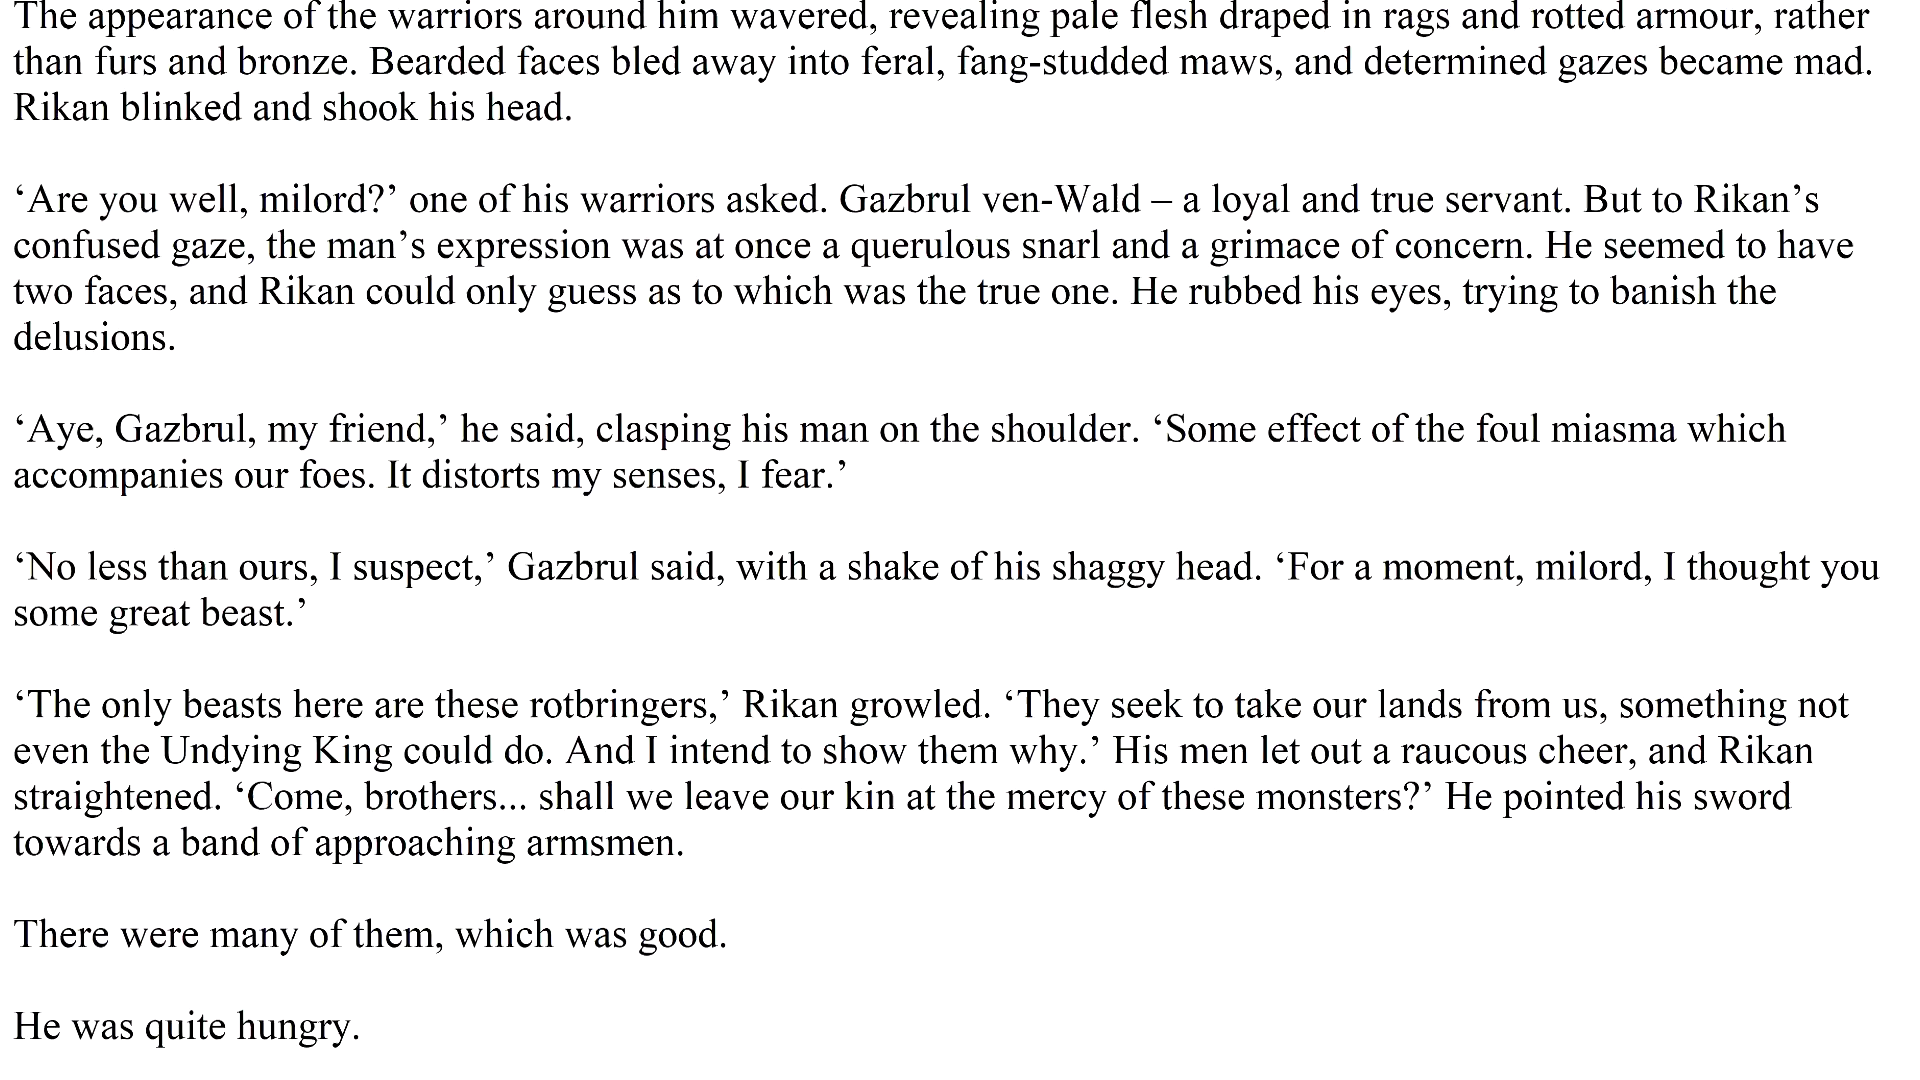 The appearance of the warriors around him wavered, revealing pale flesh draped in rags and rotted armour, rather
than furs and bronze. Bearded faces bled away into feral, fang-studded maws, and determined gazes became mad.
Rikan blinked and shook his head.
‘Are you well, milord?’ one of his warriors asked. Gazbrul ven-Wald – a loyal and true servant. But to Rikan’s
confused gaze, the man’s expression was at once a querulous snarl and a grimace of concern. He seemed to have
two faces, and Rikan could only guess as to which was the true one. He rubbed his eyes, trying to banish the
delusions.
‘Aye, Gazbrul, my friend,’ he said, clasping his man on the shoulder. ‘Some effect of the foul miasma which
accompanies our foes. It distorts my senses, I fear.’
‘No less than ours, I suspect,’ Gazbrul said, with a shake of his shaggy head. ‘For a moment, milord, I thought you
some great beast.’
‘The only beasts here are these rotbringers,’ Rikan growled. ‘They seek to take our lands from us, something not
even the Undying King could do. And I intend to show them why.’ His men let out a raucous cheer, and Rikan
straightened. ‘Come, brothers... shall we leave our kin at the mercy of these monsters?’ He pointed his sword
towards a band of approaching armsmen.
There were many of them, which was good.
He was quite hungry.